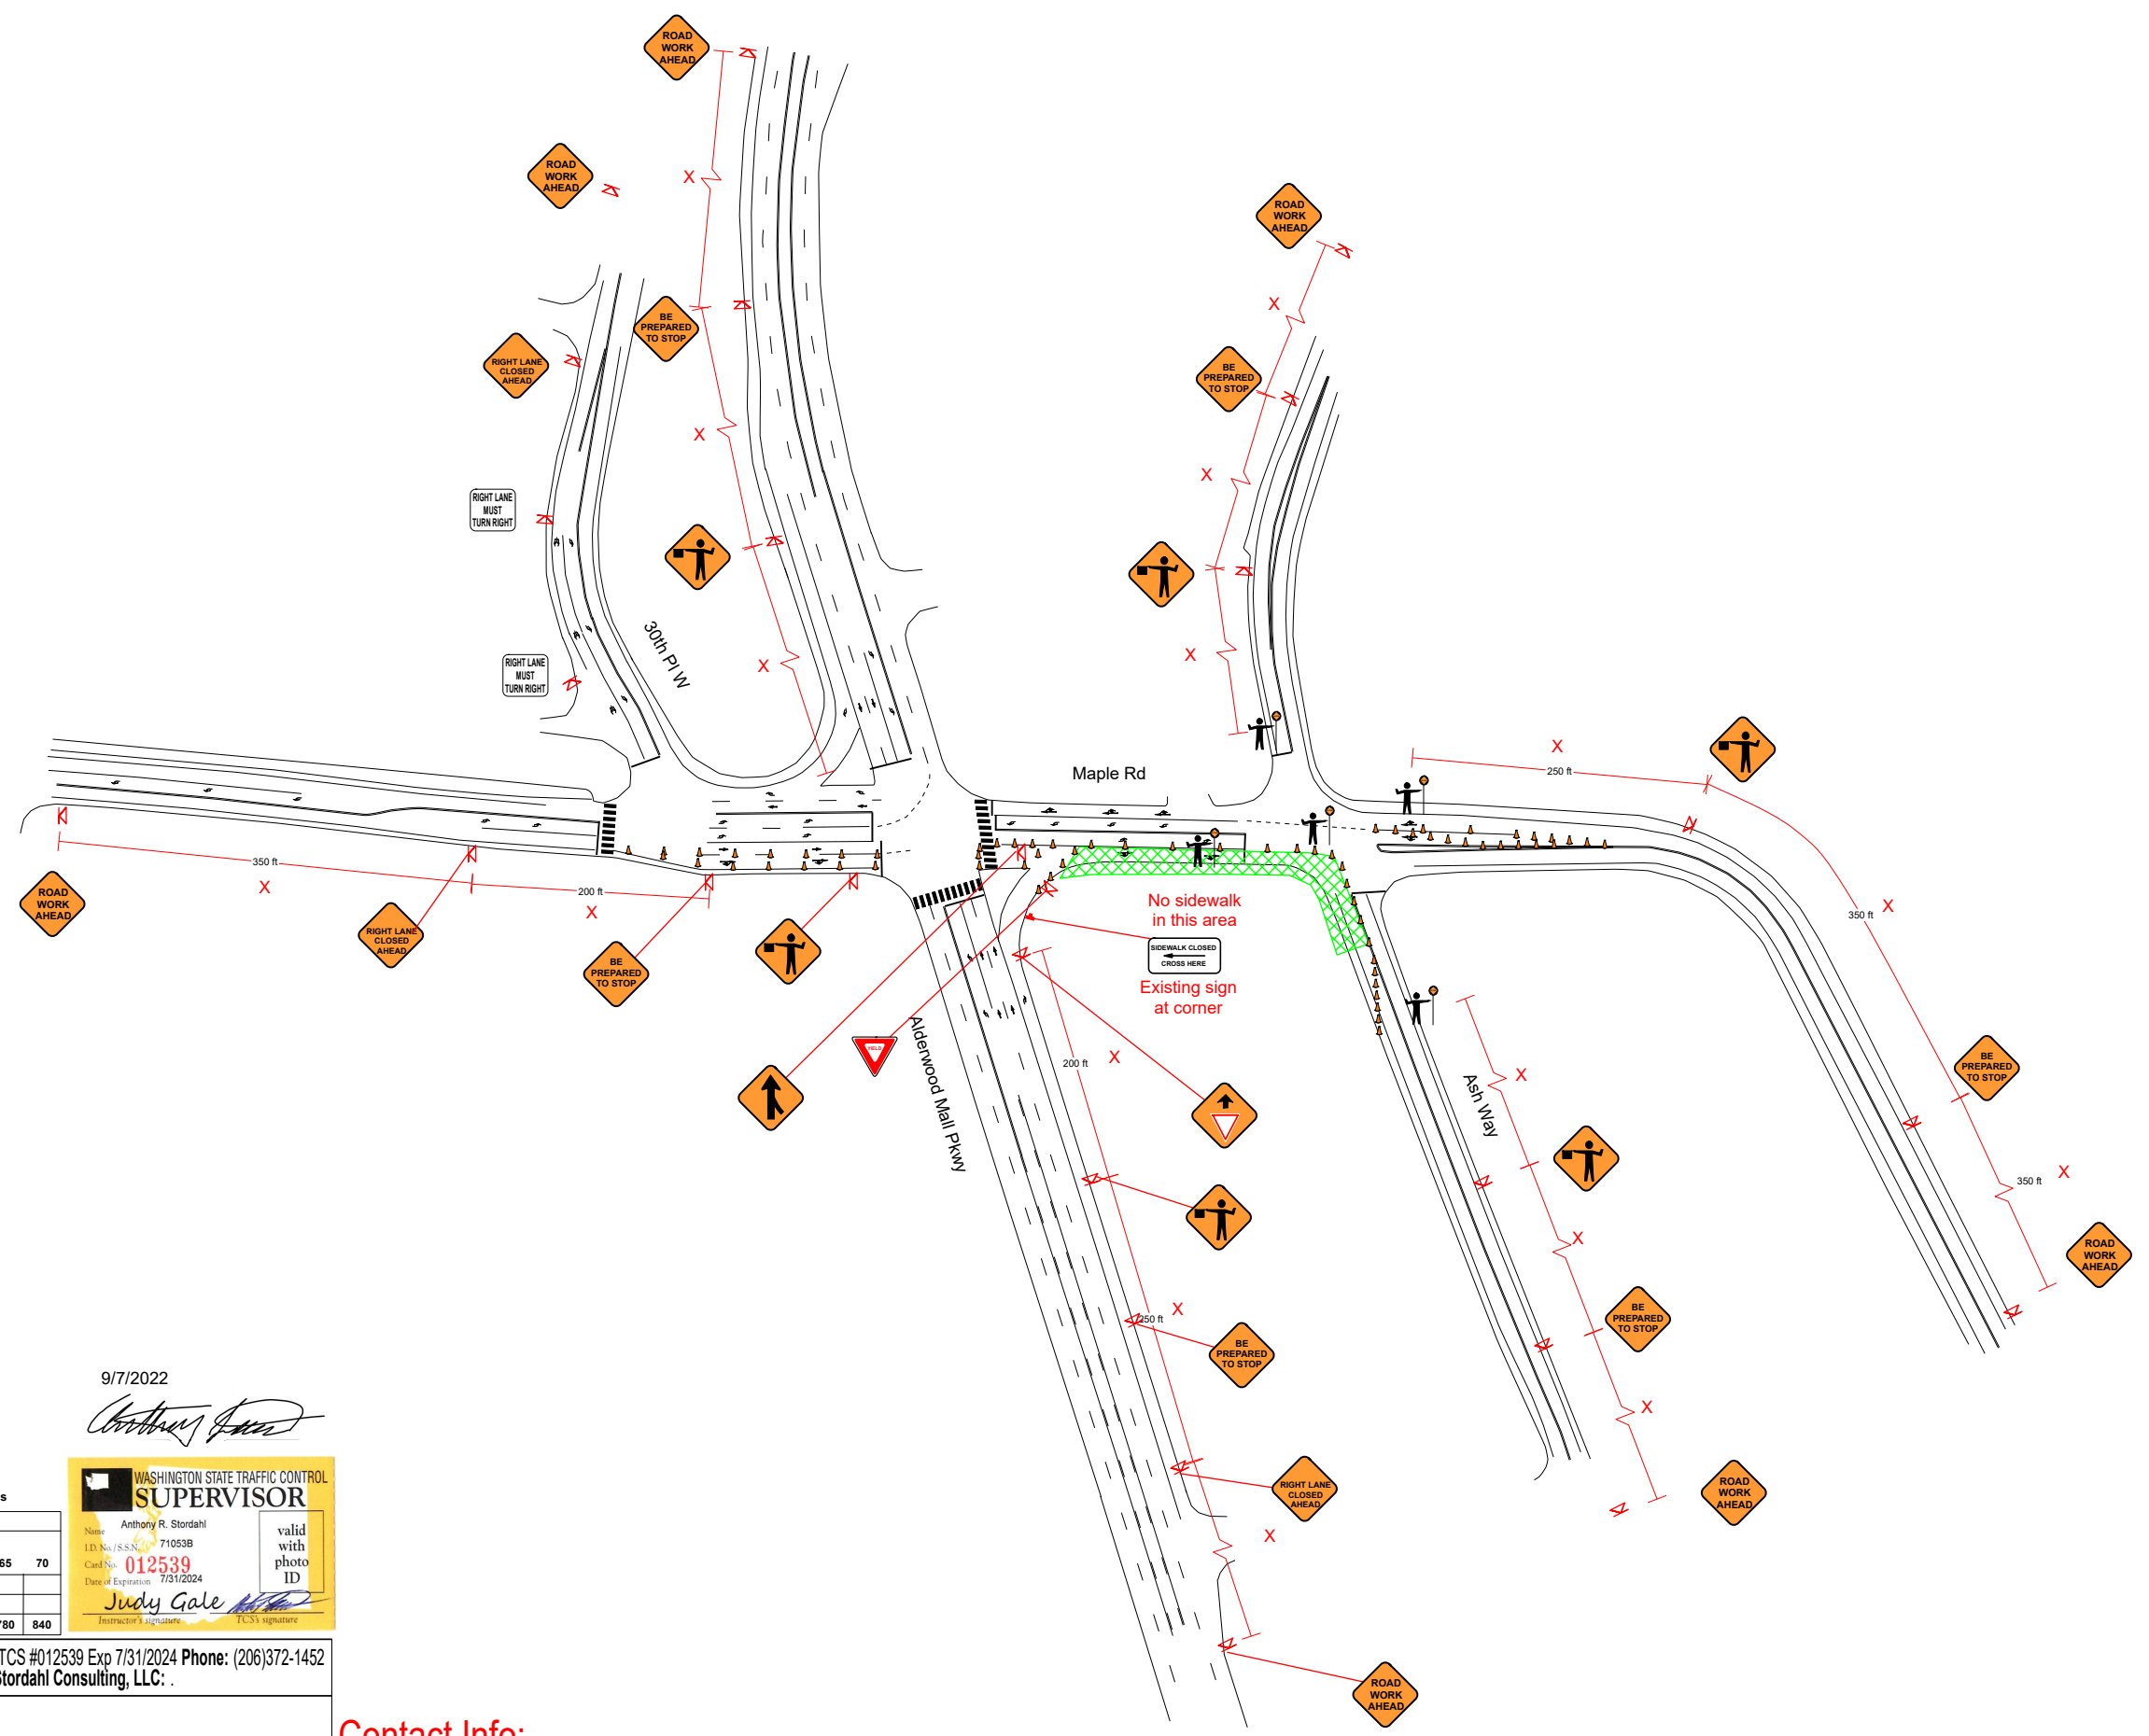 ROAD
WORK
AHEAD
ROAD
WORK
AHEAD
X
ROAD
WORK
AHEAD
X
BE
PREPARED
TO STOP
RIGHT LANE
CLOSED
AHEAD
BE
PREPARED
TO STOP
X
X
RIGHT LANE
MUST
TURN RIGHT
30th Pl W
X
X
RIGHT LANE
MUST
TURN RIGHT
Maple Rd
X
250 ft
350 ft
X
200 ft
X
ROAD
WORK
AHEAD
RIGHT LANE
CLOSED
AHEAD
BE
PREPARED
TO STOP
No sidewalk
in this area
SIDEWALK CLOSED
CROSS HERE
Existing sign
at corner
350 ft
X
YIELD
Alderwood Mall Pkwy
200 ft
X
Ash Way
X
BE
PREPARED
TO STOP
350 ft
X
X
ROAD
WORK
AHEAD
X
250 ft
BE
PREPARED
TO STOP
BE
PREPARED
TO STOP
X
RIGHT LANE
CLOSED
AHEAD
ROAD
WORK
AHEAD
X
ROAD
WORK
AHEAD
9/7/2022
WASHINGTON STATE TRAFFIC CONTROL
SUPERVISOR
Name Anthony R. Stordahl
I.D. No./S.S.N. 71053B
Card No. 012539
Date of Expiration 7/31/2024
valid
with
photo
ID
Judy Gale
Instructor's signature TCS's signature
s
65 70
780 840
TCS #012539 Exp 7/31/2024 Phone: (206)372-1452
Stordahl Consulting, LLC: .
Contact Info: